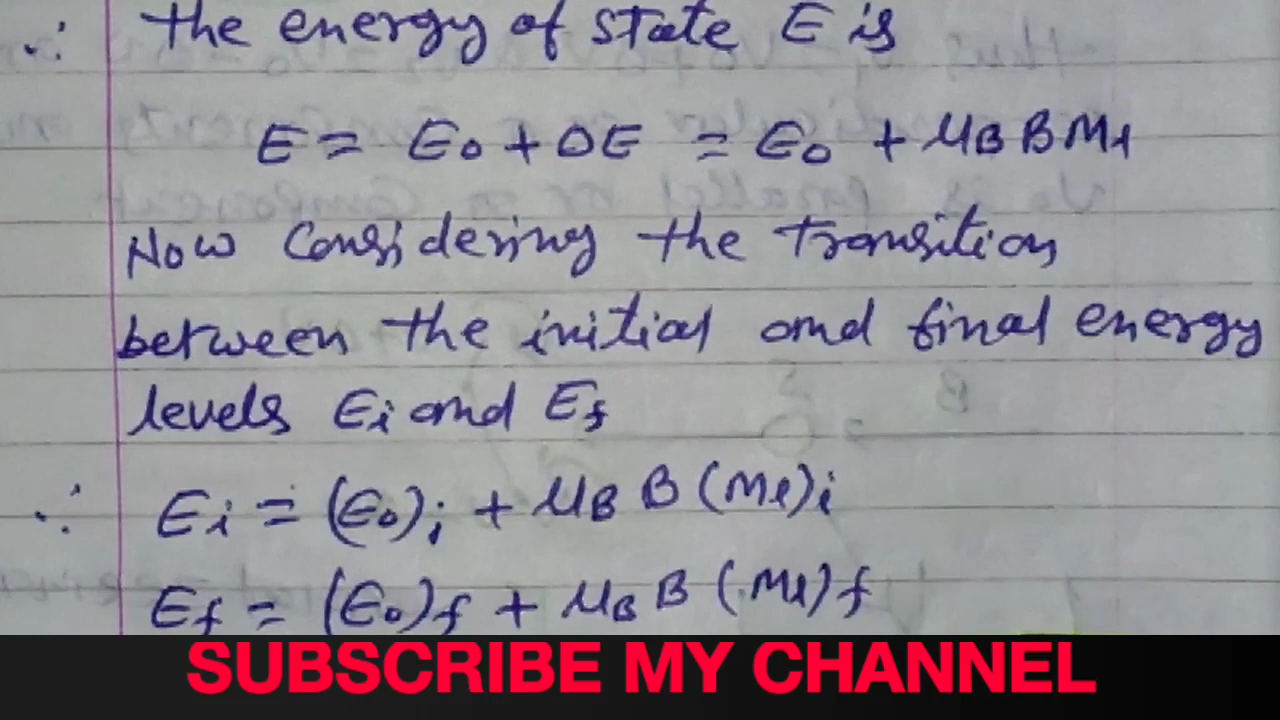 ∴ the energy of state E is
E = E₀ + ΔE = E₀ + μB B Ml
Now Considering the transition
between the initial and final energy
levels Ei and Ef
∴ Ei = (E₀)i + μB B (Ml)i
Ef = (E₀)f + μB B (Ml)f
SUBSCRIBE MY CHANNEL